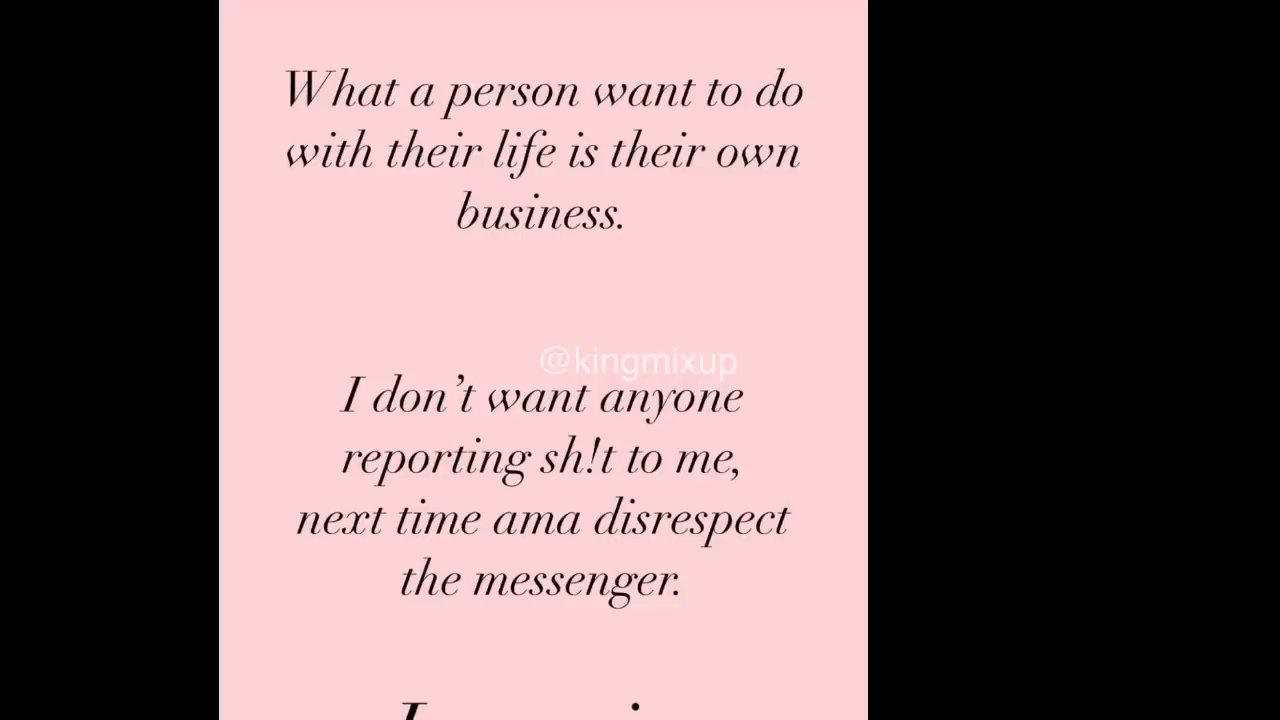 What a person want to do
with their life is their own
business.
@kingmixup
I don't want anyone
reporting sh!t to me,
next time ama disrespect
the messenger.